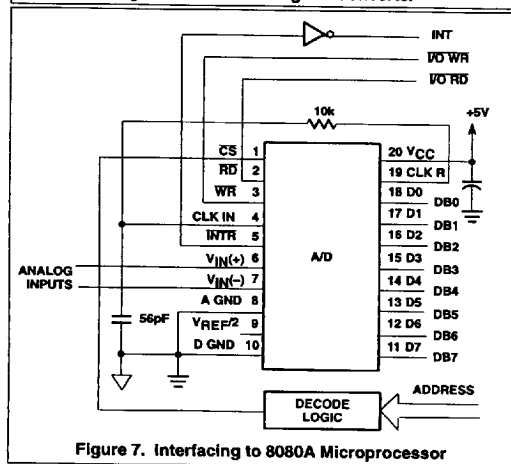 INT
I/O WR
I/O RD
10k
+5V
CS 1
RD 2
WR 3
CLK IN 4
INTR 5
VIN(+) 6
VIN(–) 7
A GND 8
VREF/2 9
D GND 10
ANALOG
INPUTS
56pF
A/D
20 VCC
19 CLK R
18 D0
DB0
17 D1
DB1
16 D2
DB2
15 D3
DB3
14 D4
DB4
13 D5
DB5
12 D6
DB6
11 D7
DB7
ADDRESS
DECODE
LOGIC
Figure 7. Interfacing to 8080A Microprocessor